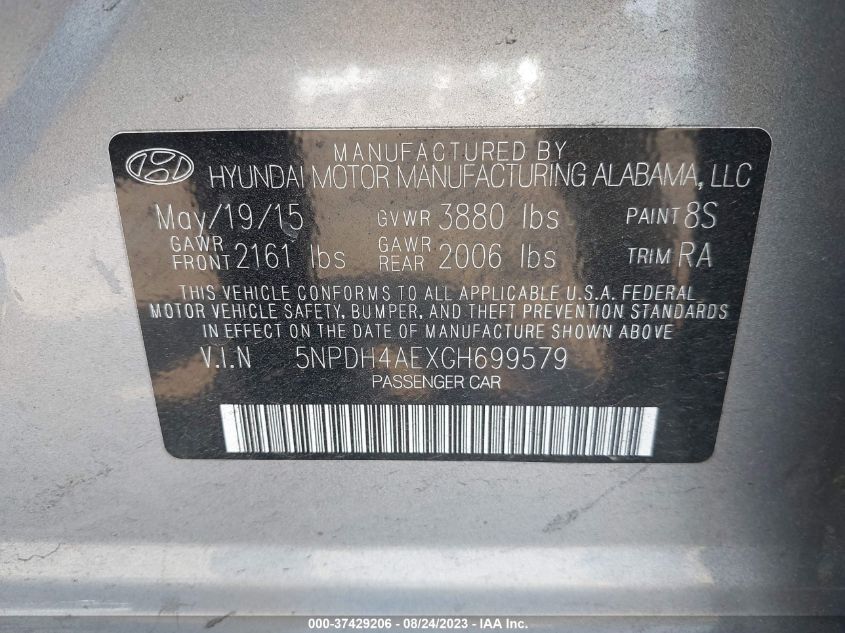 MANUFACTURED BY
HYUNDAI MOTOR MANUFACTURING ALABAMA, LLC
May/19/15 GVWR 3880 lbs PAINT 8S
GAWR FRONT 2161 lbs GAWR REAR 2006 lbs TRIM RA
THIS VEHICLE CONFORMS TO ALL APPLICABLE U.S.A. FEDERAL
MOTOR VEHICLE SAFETY, BUMPER, AND THEFT PREVENTION STANDARDS
IN EFFECT ON THE DATE OF MANUFACTURE SHOWN ABOVE
V.I.N 5NPDH4AEXGH699579
PASSENGER CAR
000-37429206 - 08/24/2023 - IAA Inc.